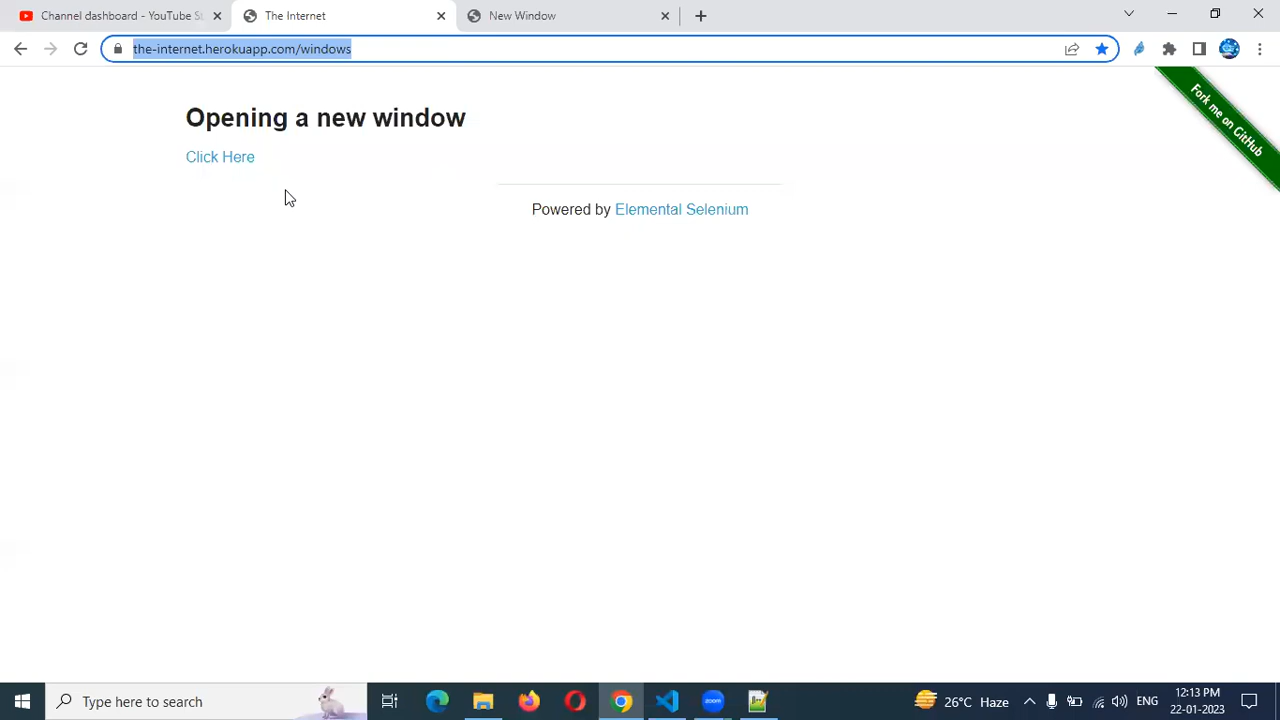 Channel dashboard - YouTube St
The Internet
New Window
the-internet.herokuapp.com/windows
Fork me on GitHub
Opening a new window
Click Here
Powered by Elemental Selenium
Type here to search
zoom
26°C Haze
ENG
12:13 PM
22-01-2023